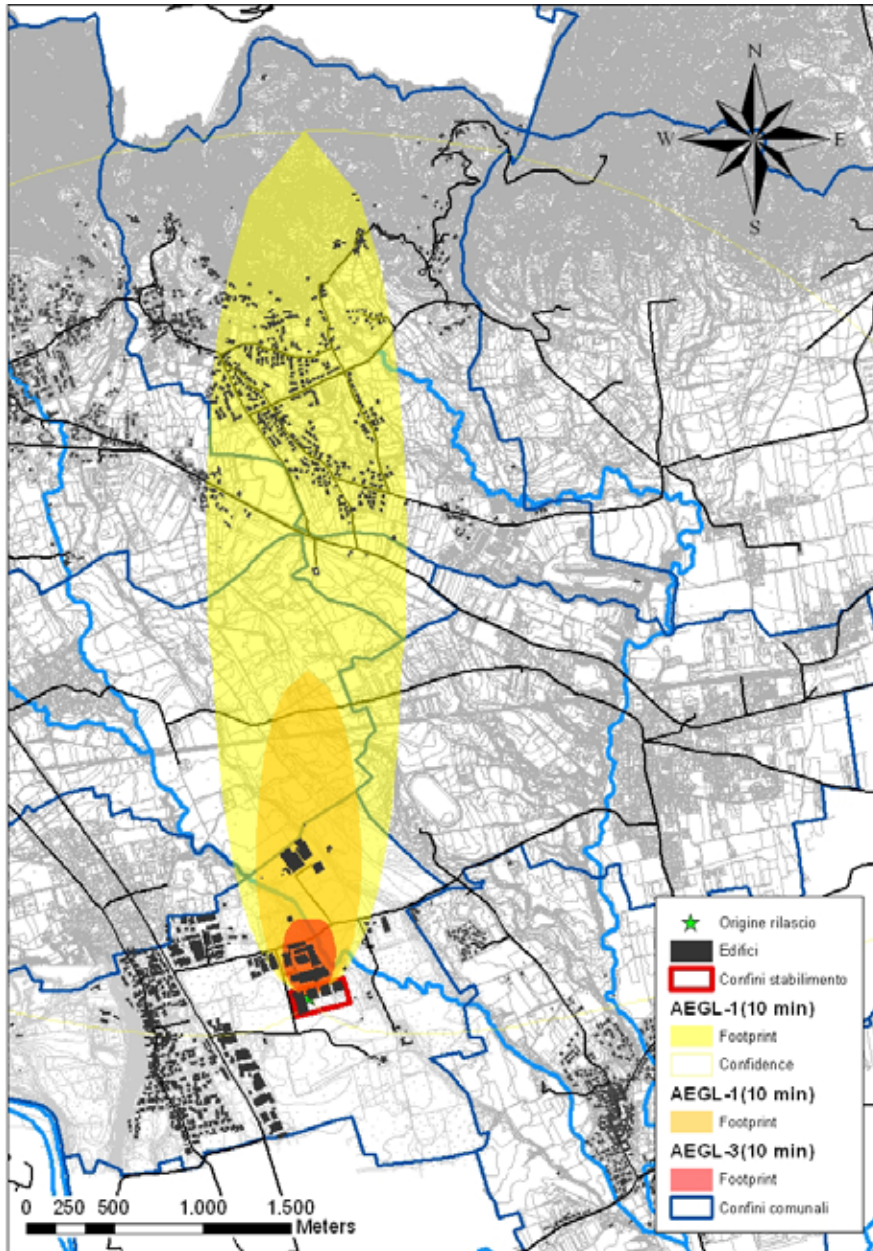 N
W E
S
Origine rilascio
Edifici
Confini stabilimento
AEGL-1(10 min)
Footprint
Confidence
AEGL-1(10 min)
Footprint
AEGL-3(10 min)
Footprint
Confini comunali
0 250 500 1.000 1.500
Meters